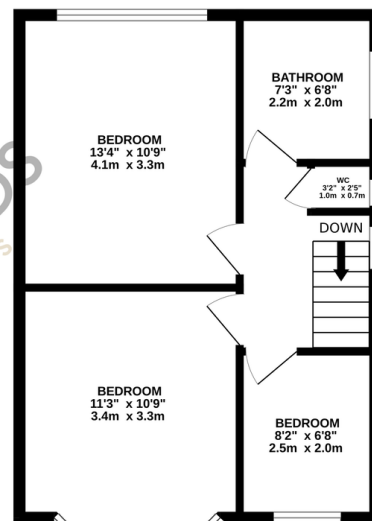 BATHROOM
7'3" x 6'8"
2.2m x 2.0m
BEDROOM
13'4" x 10'9"
4.1m x 3.3m
WC
3'2" x 2'5"
1.0m x 0.7m
DOWN
BEDROOM
11'3" x 10'9"
3.4m x 3.3m
BEDROOM
8'2" x 6'8"
2.5m x 2.0m